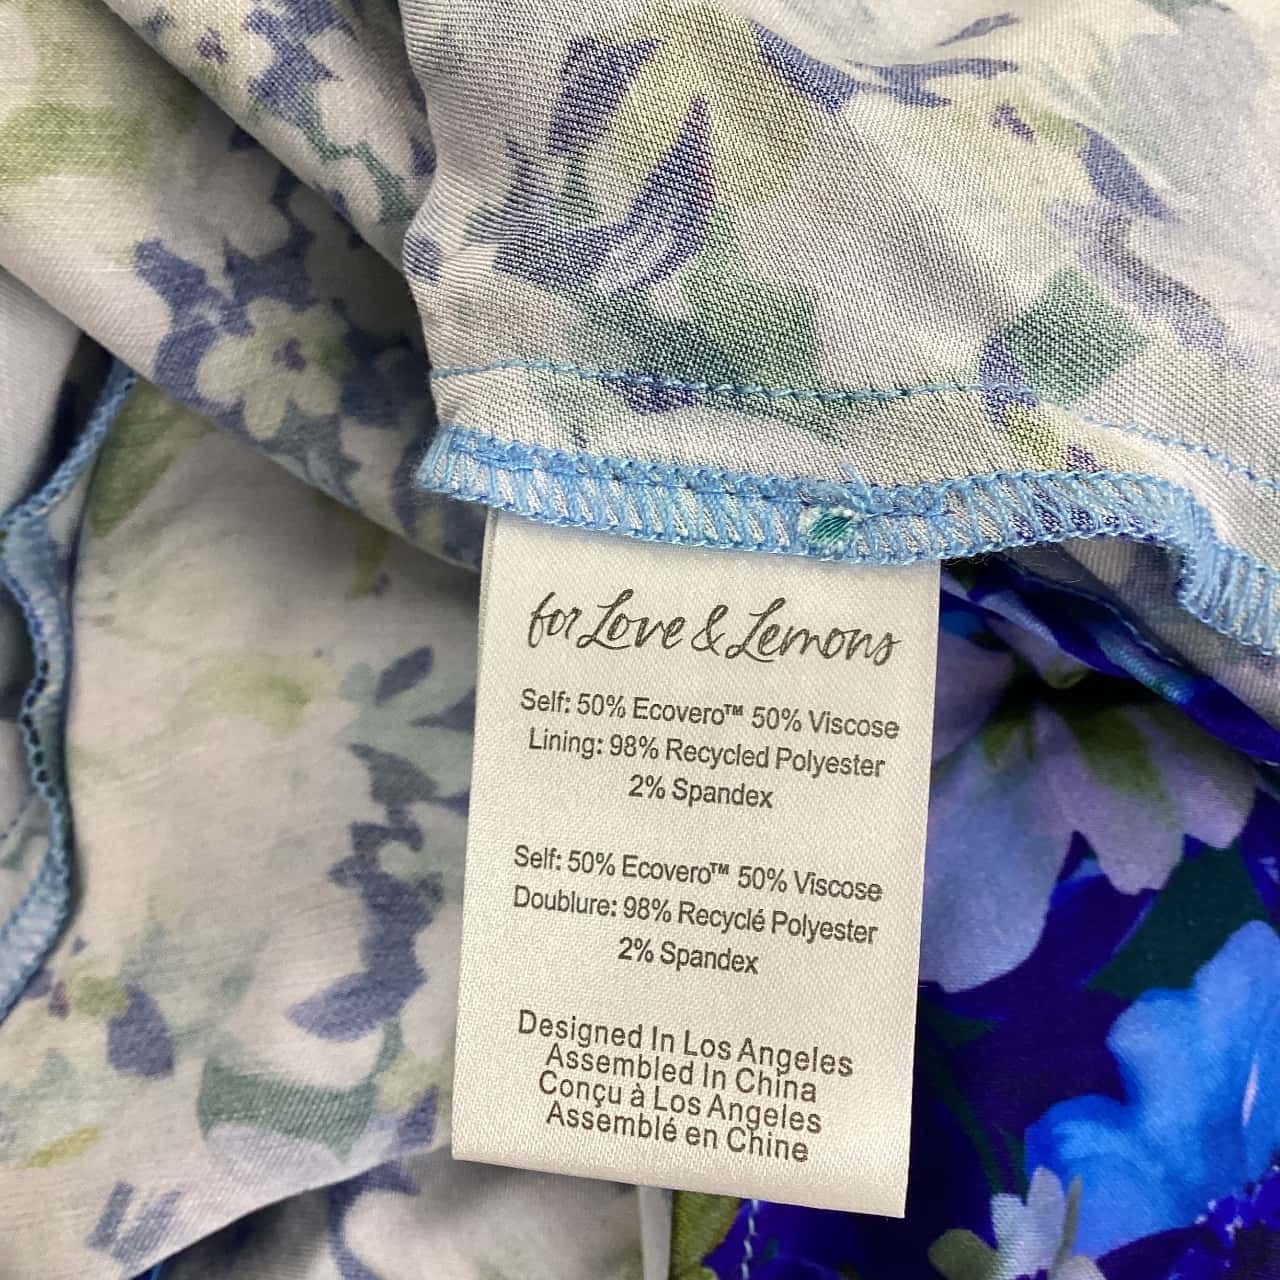 for Love & Lemons
Self: 50% Ecovero™ 50% Viscose
Lining: 98% Recycled Polyester
2% Spandex
Self: 50% Ecovero™ 50% Viscose
Doublure: 98% Recyclé Polyester
2% Spandex
Designed In Los Angeles
Assembled In China
Conçu à Los Angeles
Assemblé en Chine